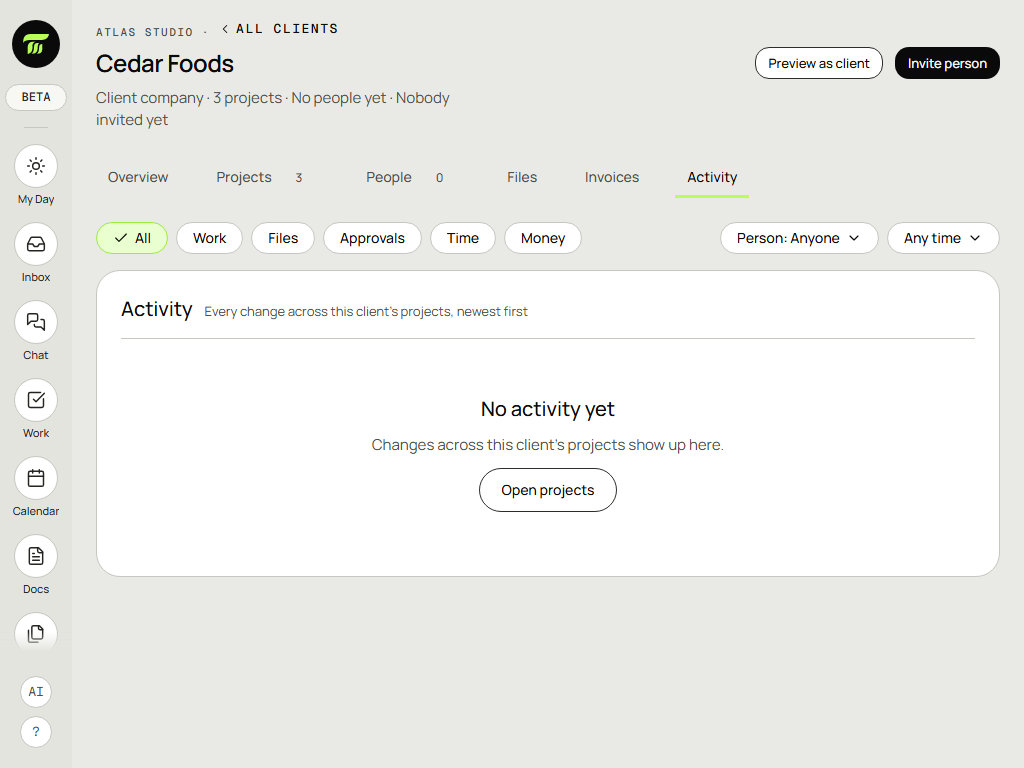 ATLAS STUDIO · ALL CLIENTS
Cedar Foods
Preview as client
Invite person
BETA
Client company · 3 projects · No people yet · Nobody
invited yet
Overview
Projects 3
People 0
Files
Invoices
Activity
All
Work
Files
Approvals
Time
Money
Person: Anyone
Any time
Activity
Every change across this client's projects, newest first
No activity yet
Changes across this client's projects show up here.
Open projects
My Day
Inbox
Chat
Work
Calendar
Docs
AI
?